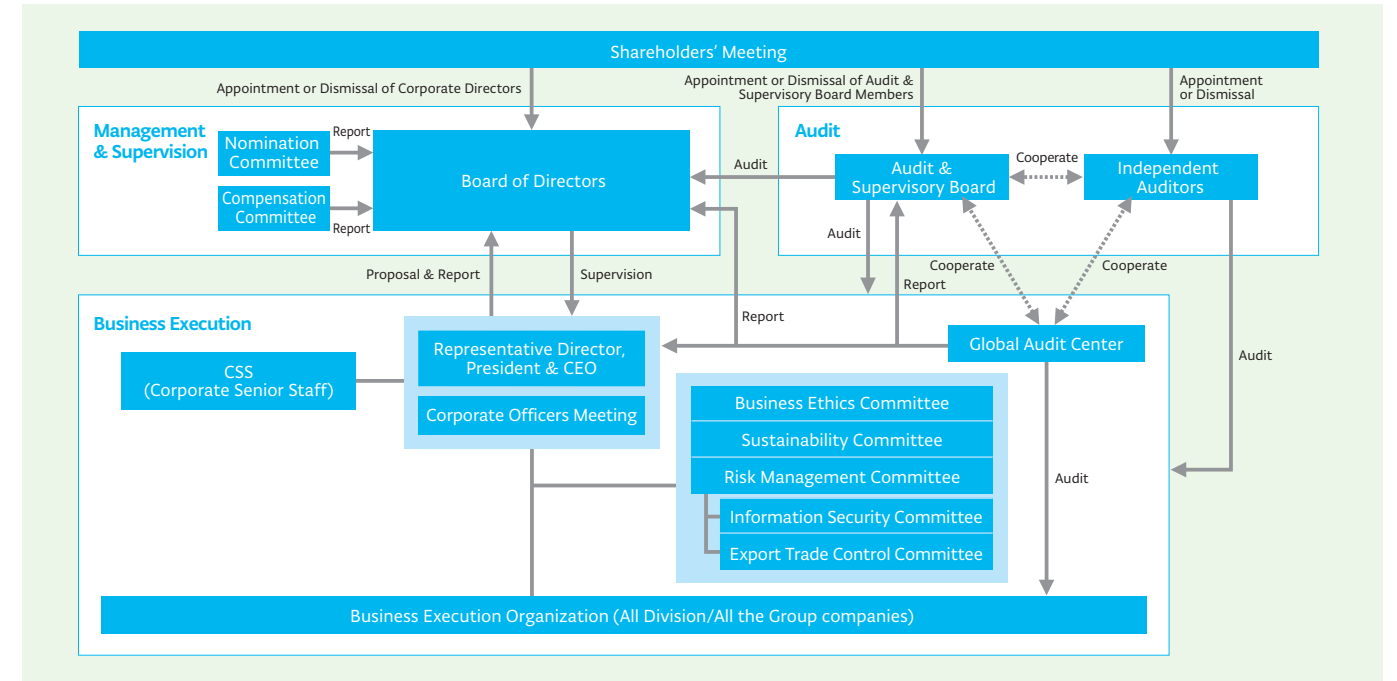 Shareholders' Meeting
Appointment or Dismissal of Corporate Directors
Appointment or Dismissal of Audit &
Supervisory Board Members
Appointment
or Dismissal
Management
& Supervision
Nomination
Committee
Report
Compensation
Committee
Report
Board of Directors
Audit
Audit
Audit &
Supervisory Board
Cooperate
Independent
Auditors
Audit
Cooperate
Cooperate
Report
Proposal & Report
Supervision
Report
Audit
Business Execution
CSS
(Corporate Senior Staff)
Representative Director,
President & CEO
Corporate Officers Meeting
Global Audit Center
Business Ethics Committee
Sustainability Committee
Risk Management Committee
Information Security Committee
Export Trade Control Committee
Audit
Business Execution Organization (All Division/All the Group companies)